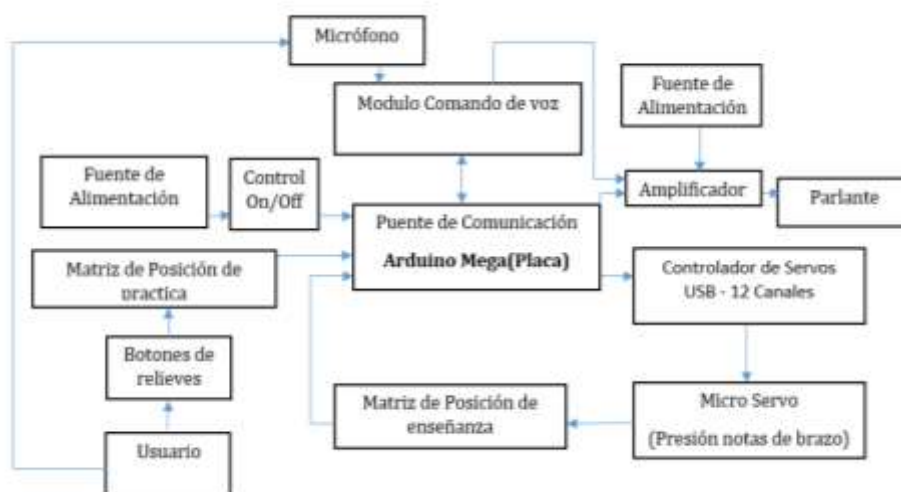 Micrófono
Modulo Comando de voz
Fuente de
Alimentación
Fuente de
Alimentación
Control
On/Off
Amplificador
Parlante
Puente de Comunicación
Arduino Mega(Placa)
Matriz de Posición de
practica
Controlador de Servos
USB - 12 Canales
Botones de
relieves
Matriz de Posición de
enseñanza
Micro Servo
(Presión notas de brazo)
Usuario